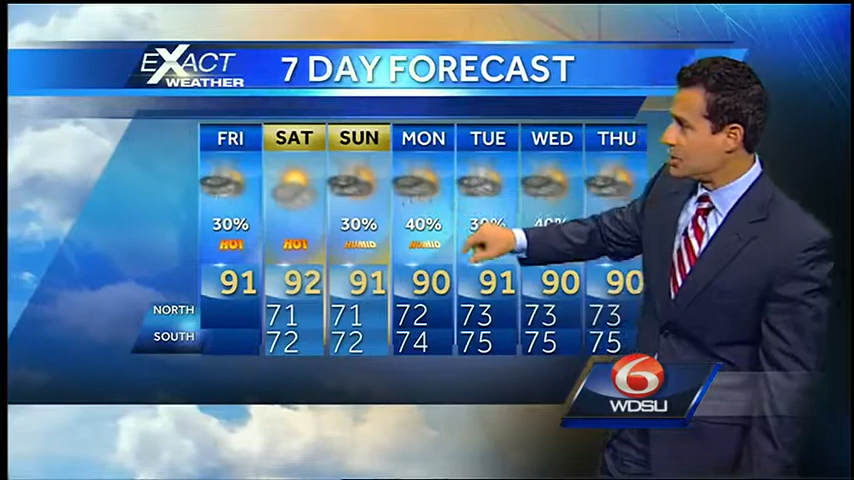 EXACT
WEATHER
7 DAY FORECAST
FRI SAT SUN MON TUE WED THU
30% 30% 40% 30% 40%
HOT HOT HUMID HUMID
91 92 91 90 91 90 90
NORTH 71 71 72 73 73 73
SOUTH 72 72 74 75 75 75
6
WDSU